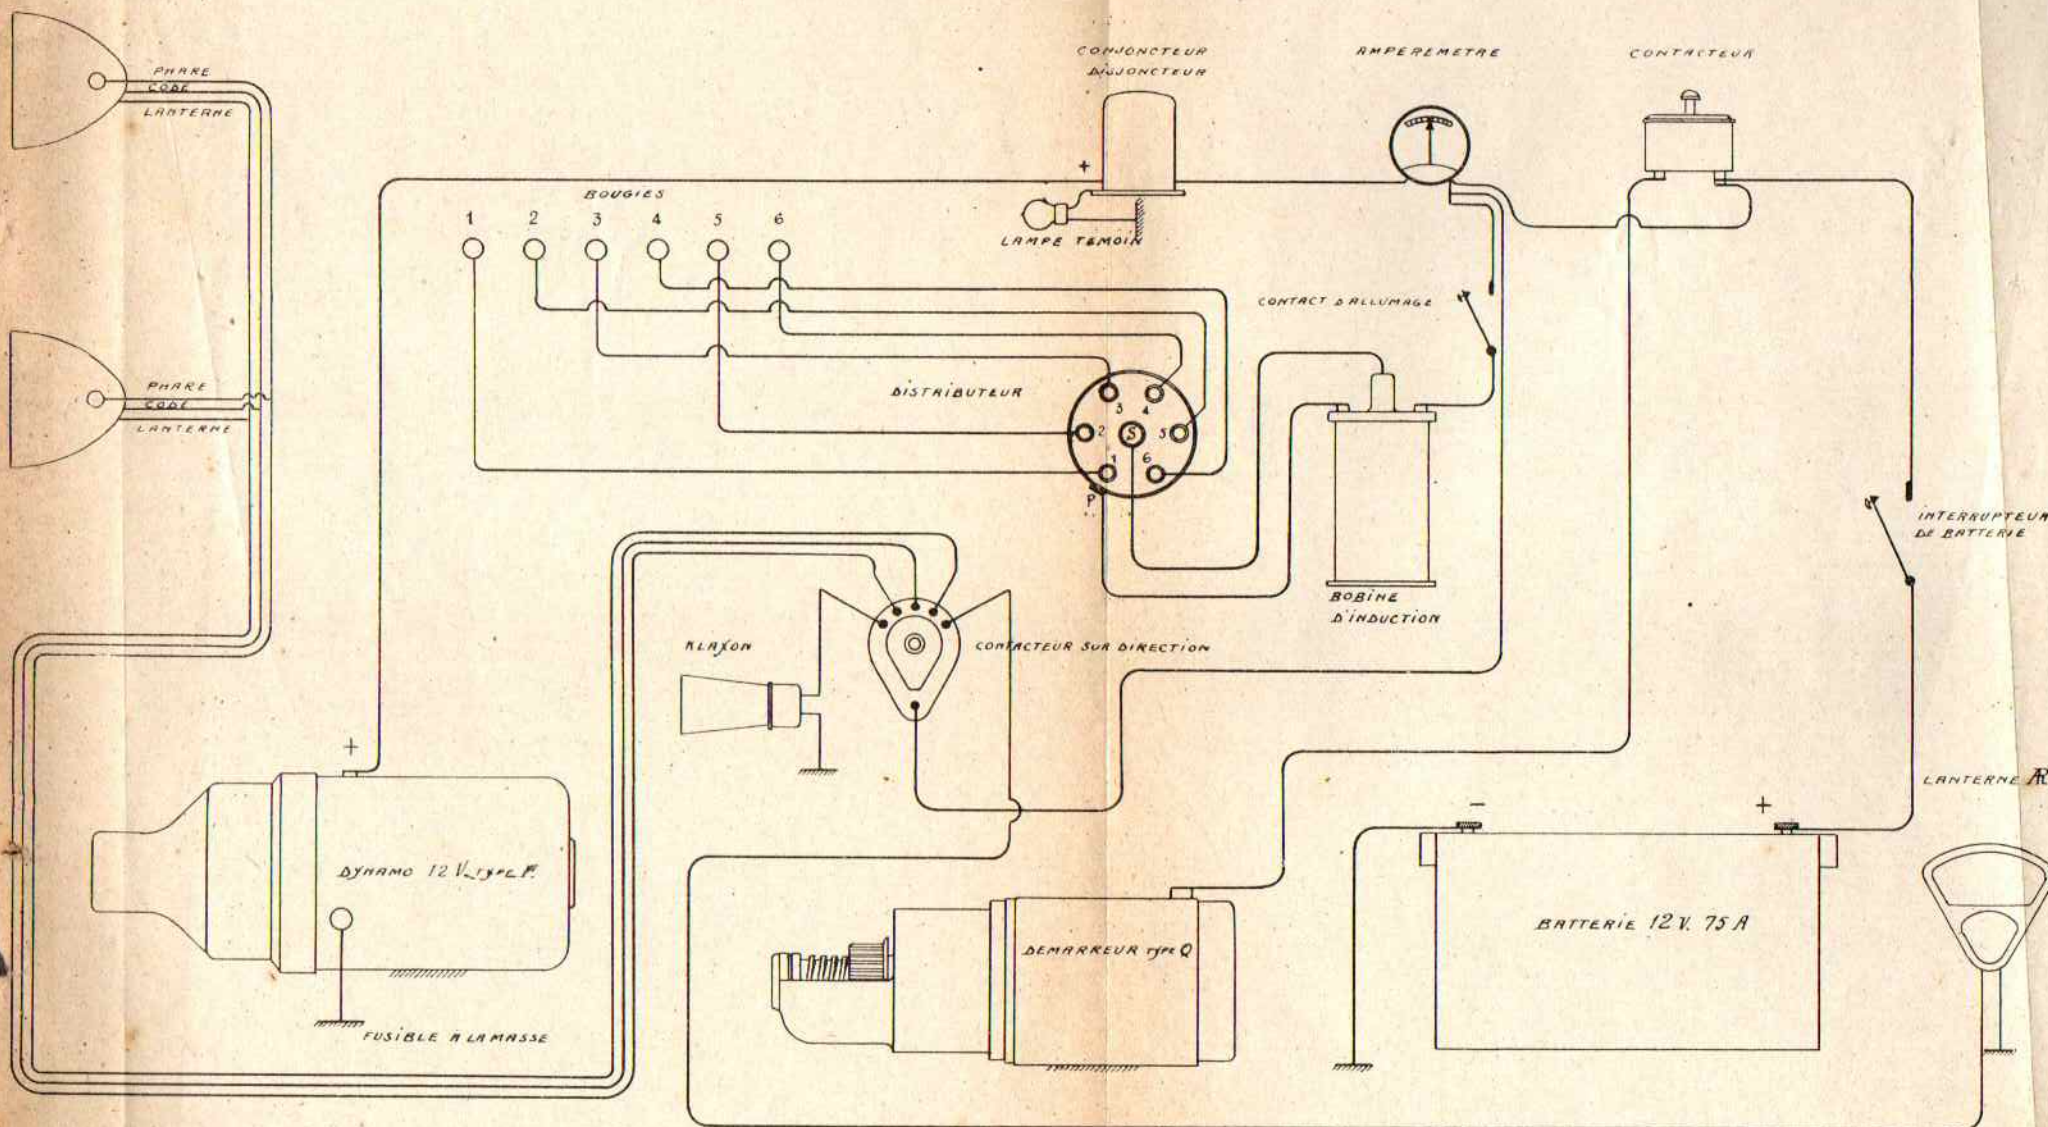 CONJONCTEUR
DISJONCTEUR
AMPEREMETRE
CONTACTEUR
PHARE
CODE
LANTERNE
+
BOUGIES
1 2 3 4 5 6
LAMPE TEMOIN
CONTACT D'ALLUMAGE
PHARE
CODE
LANTERNE
DISTRIBUTEUR
3 4
2 S 5
1 6
P
INTERRUPTEUR
DE BATTERIE
BOBINE
D'INDUCTION
KLAXON
CONTACTEUR SUR DIRECTION
+
LANTERNE AR
- +
DYNAMO 12 V. TYPE F.
BATTERIE 12 V. 75 A
DEMARREUR TYPE Q
FUSIBLE A LA MASSE